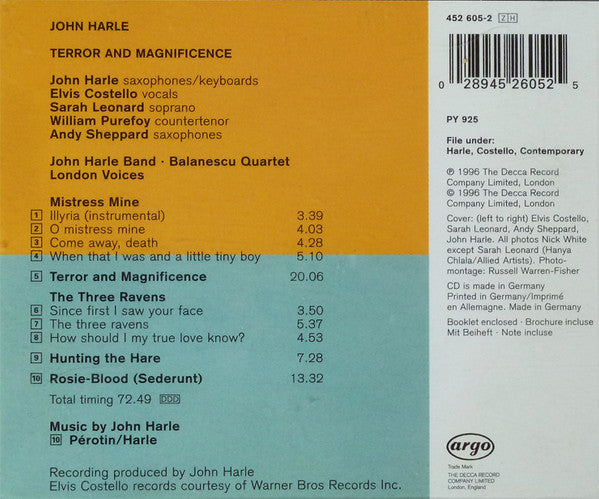 JOHN HARLE
TERROR AND MAGNIFICENCE
John Harle saxophones/keyboards
Elvis Costello vocals
Sarah Leonard soprano
William Purefoy countertenor
Andy Sheppard saxophones
John Harle Band · Balanescu Quartet
London Voices
Mistress Mine
1 Illyria (instrumental) 3.39
2 O mistress mine 4.03
3 Come away, death 4.28
4 When that I was and a little tiny boy 5.10
5 Terror and Magnificence 20.06
The Three Ravens
6 Since first I saw your face 3.50
7 The three ravens 5.37
8 How should I my true love know? 4.53
9 Hunting the Hare 7.28
10 Rosie-Blood (Sederunt) 13.32
Total timing 72.49 DDD
Music by John Harle
10 Pérotin/Harle
Recording produced by John Harle
Elvis Costello records courtesy of Warner Bros Records Inc.
452 605-2 ZH
0 28945 26052 5
PY 925
File under:
Harle, Costello, Contemporary
℗ 1996 The Decca Record
Company Limited, London
© 1996 The Decca Record
Company Limited, London
Cover: (left to right) Elvis Costello,
Sarah Leonard, Andy Sheppard,
John Harle. All photos Nick White
except Sarah Leonard (Hanya
Chlala/Allied Artists). Photo-
montage: Russell Warren-Fisher
CD is made in Germany
Printed in Germany/Imprimé
en Allemagne. Made in Germany
Booklet enclosed · Brochure incluse
Mit Beiheft · Note incluse
argo
Trade Mark
THE DECCA RECORD
COMPANY LIMITED
London, England